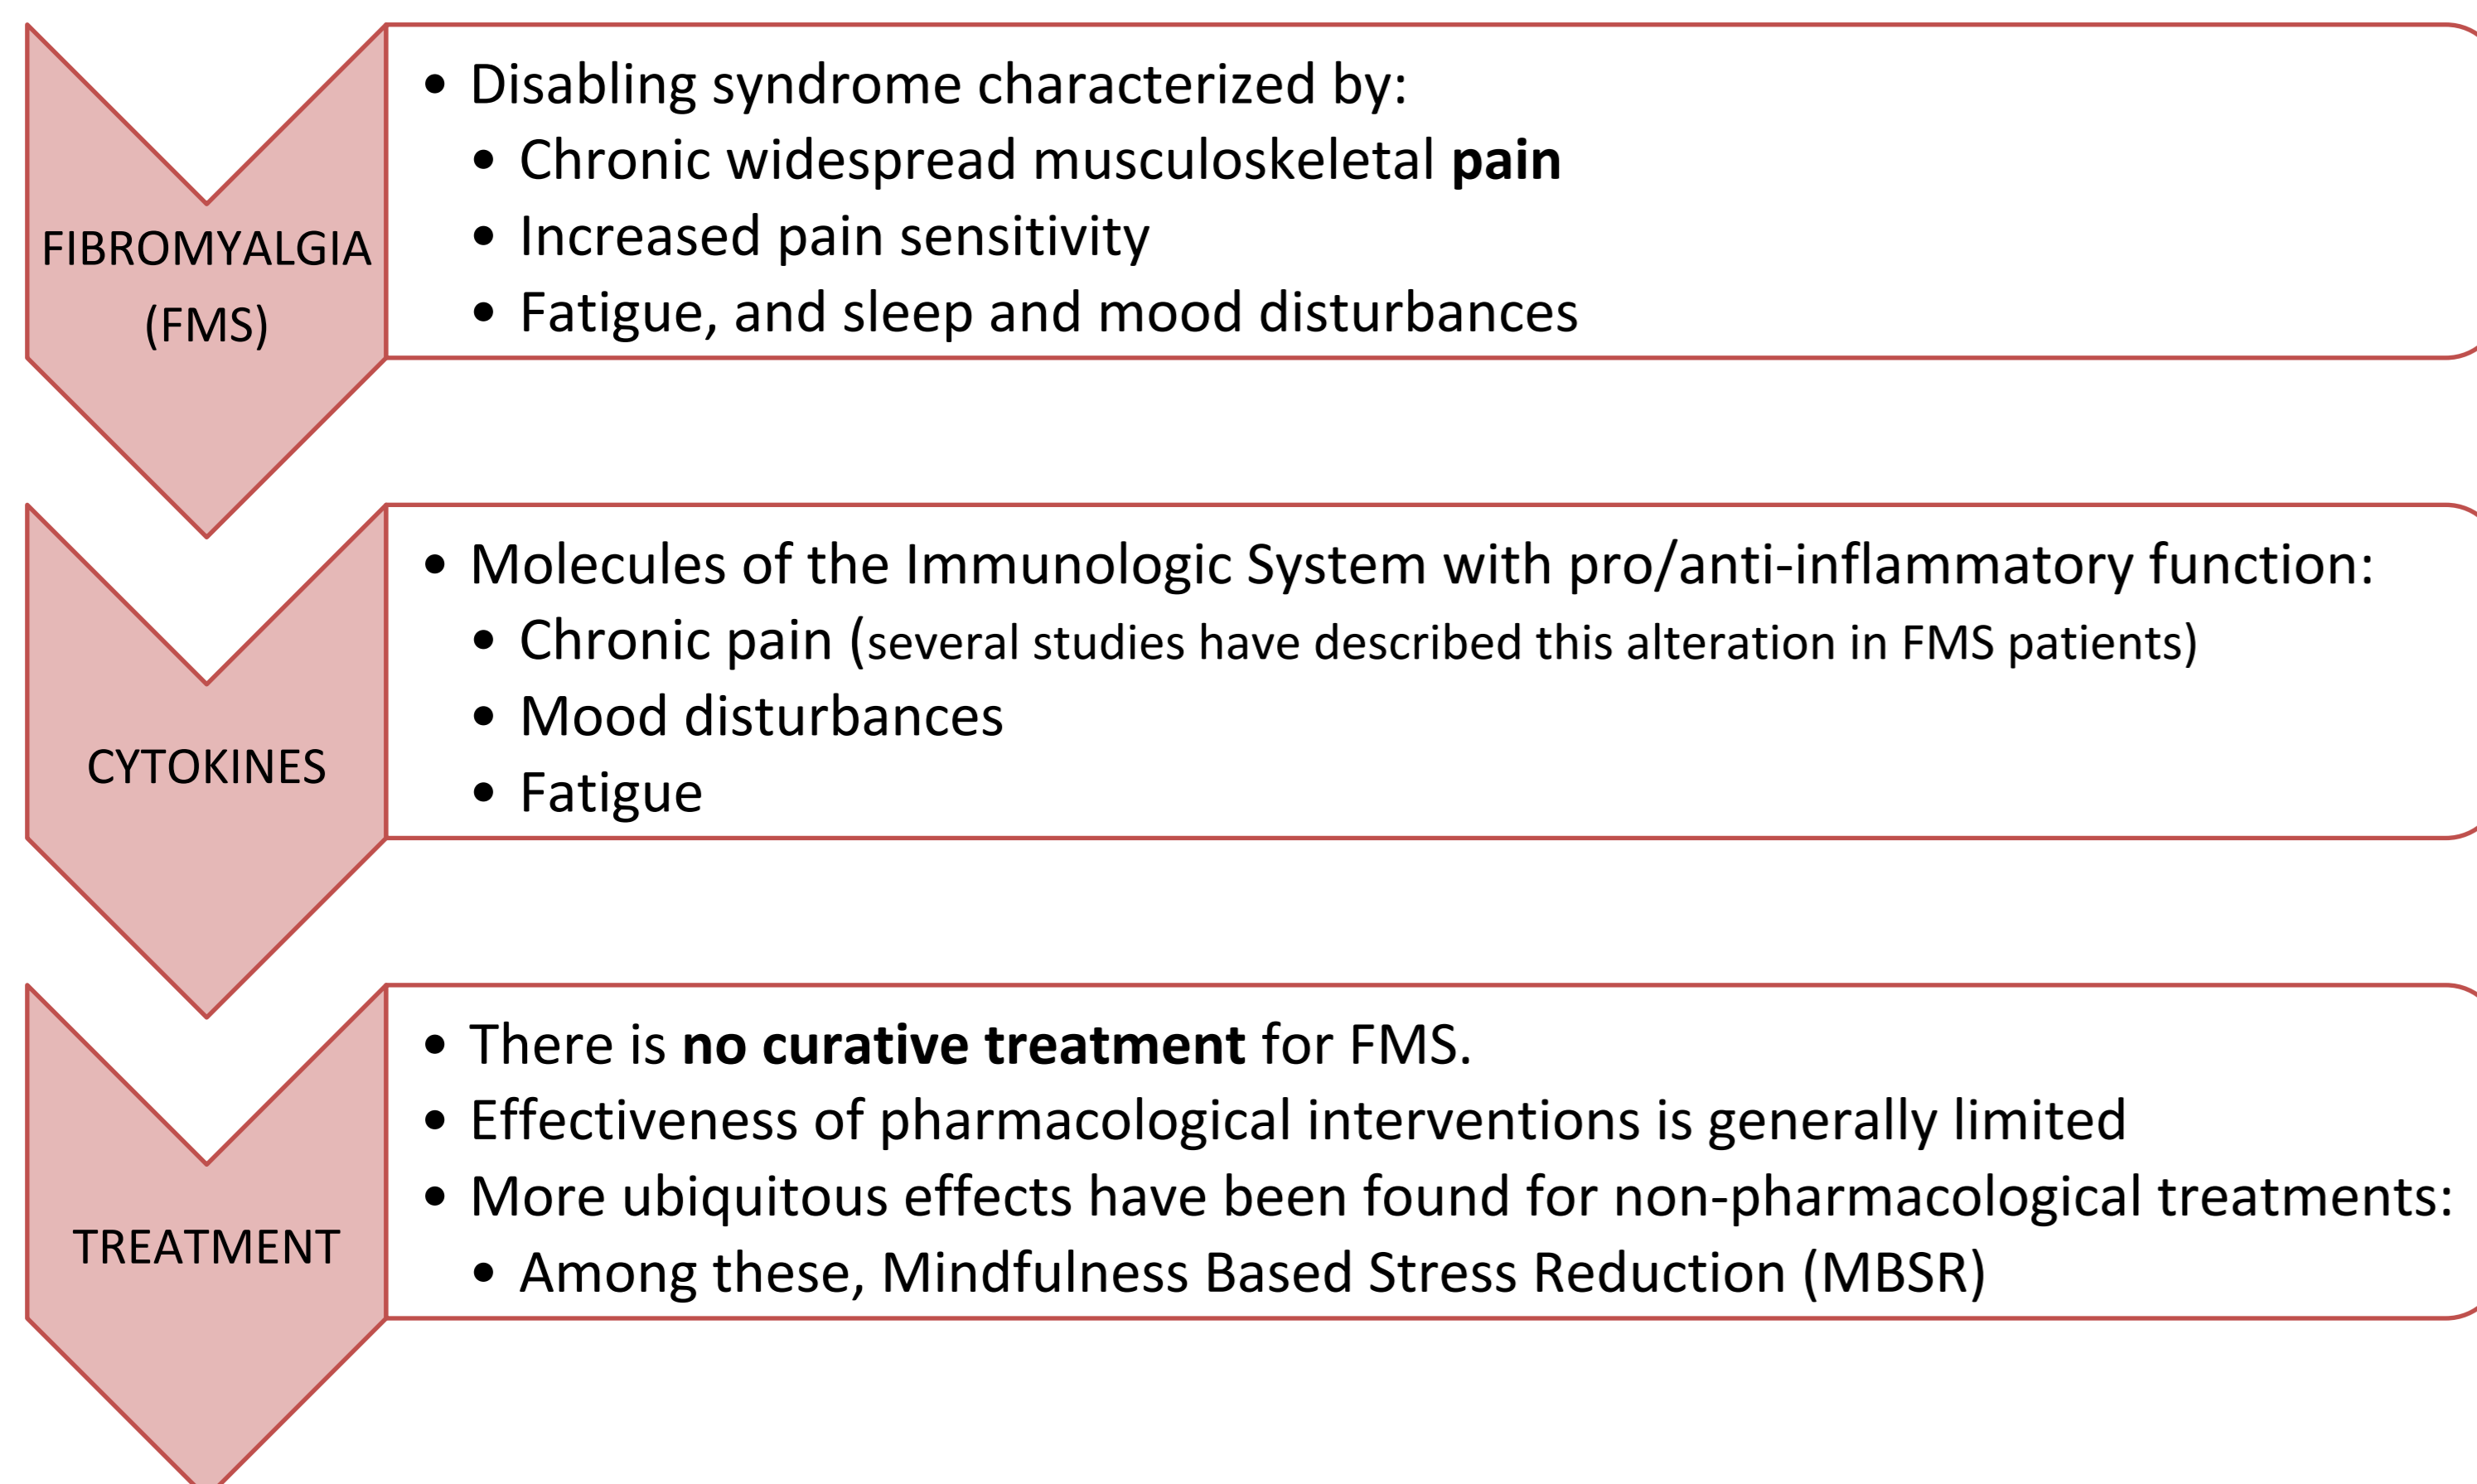 FIBROMYALGIA
(FMS)
• Disabling syndrome characterized by:
• Chronic widespread musculoskeletal pain
• Increased pain sensitivity
• Fatigue, and sleep and mood disturbances
CYTOKINES
• Molecules of the Immunologic System with pro/anti-inflammatory function:
• Chronic pain (several studies have described this alteration in FMS patients)
• Mood disturbances
• Fatigue
TREATMENT
• There is no curative treatment for FMS.
• Effectiveness of pharmacological interventions is generally limited
• More ubiquitous effects have been found for non-pharmacological treatments:
• Among these, Mindfulness Based Stress Reduction (MBSR)